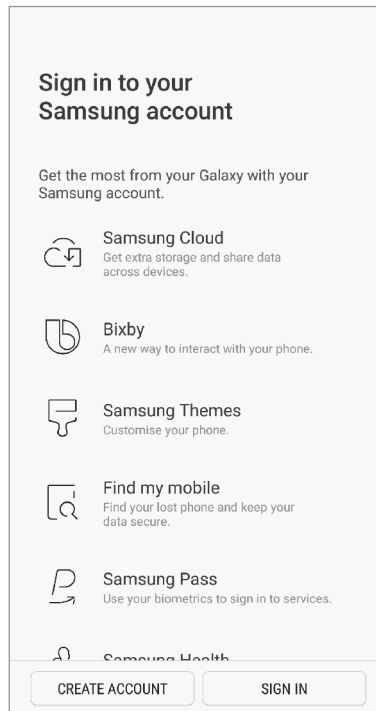 Sign in to your
Samsung account
Get the most from your Galaxy with your
Samsung account.
Samsung Cloud
Get extra storage and share data
across devices.
Bixby
A new way to interact with your phone.
Samsung Themes
Customise your phone.
Find my mobile
Find your lost phone and keep your
data secure.
Samsung Pass
Use your biometrics to sign in to services.
Samsung Health
CREATE ACCOUNT
SIGN IN